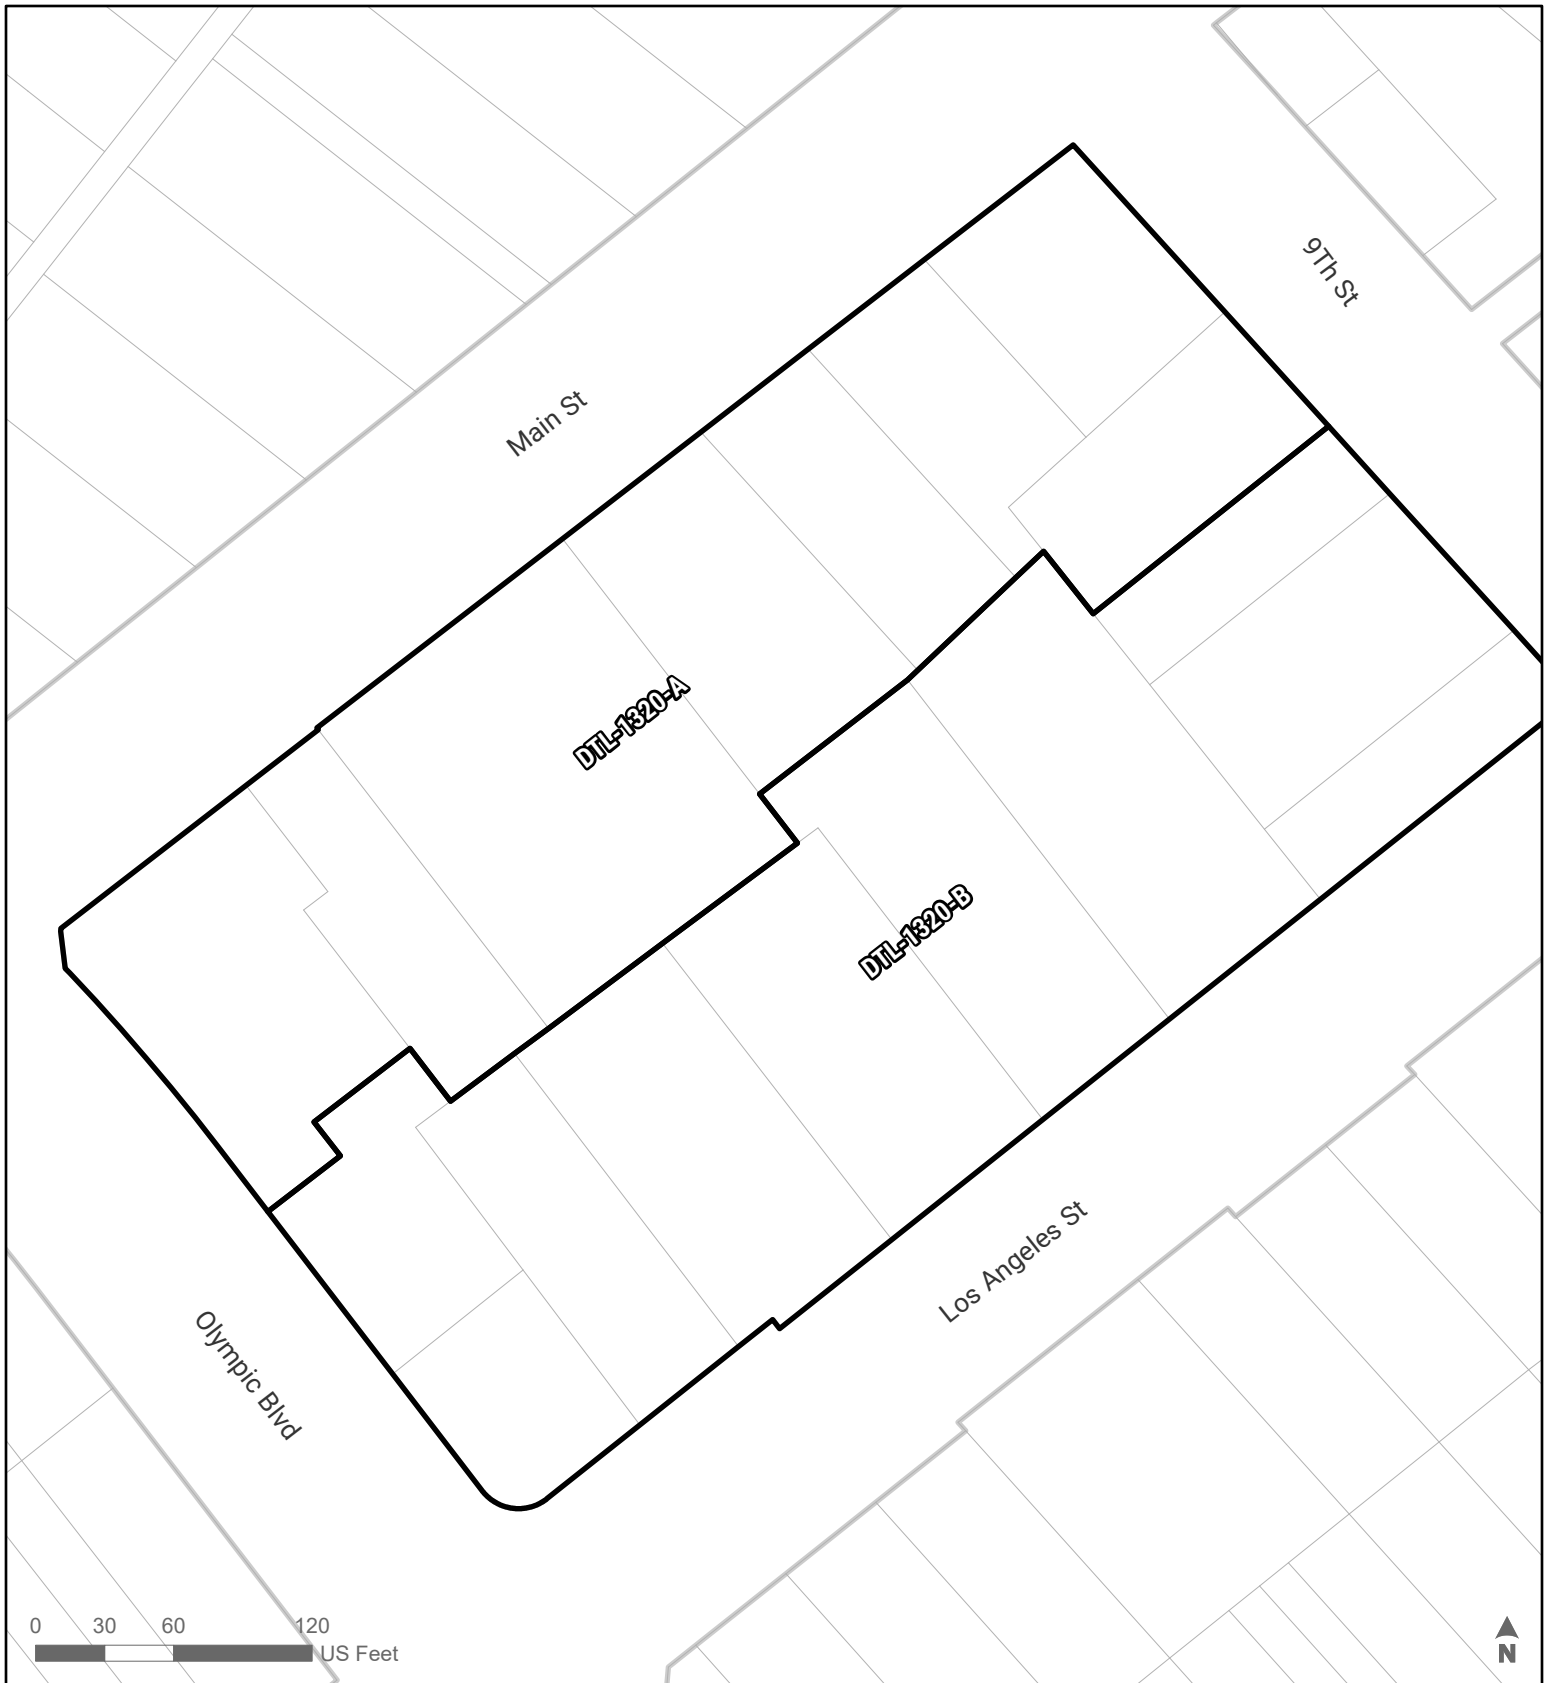 9Th St
Main St
DTL-1320-A
DTL-1320-B
Los Angeles St
Olympic Blvd
0 30 60 120
US Feet
N